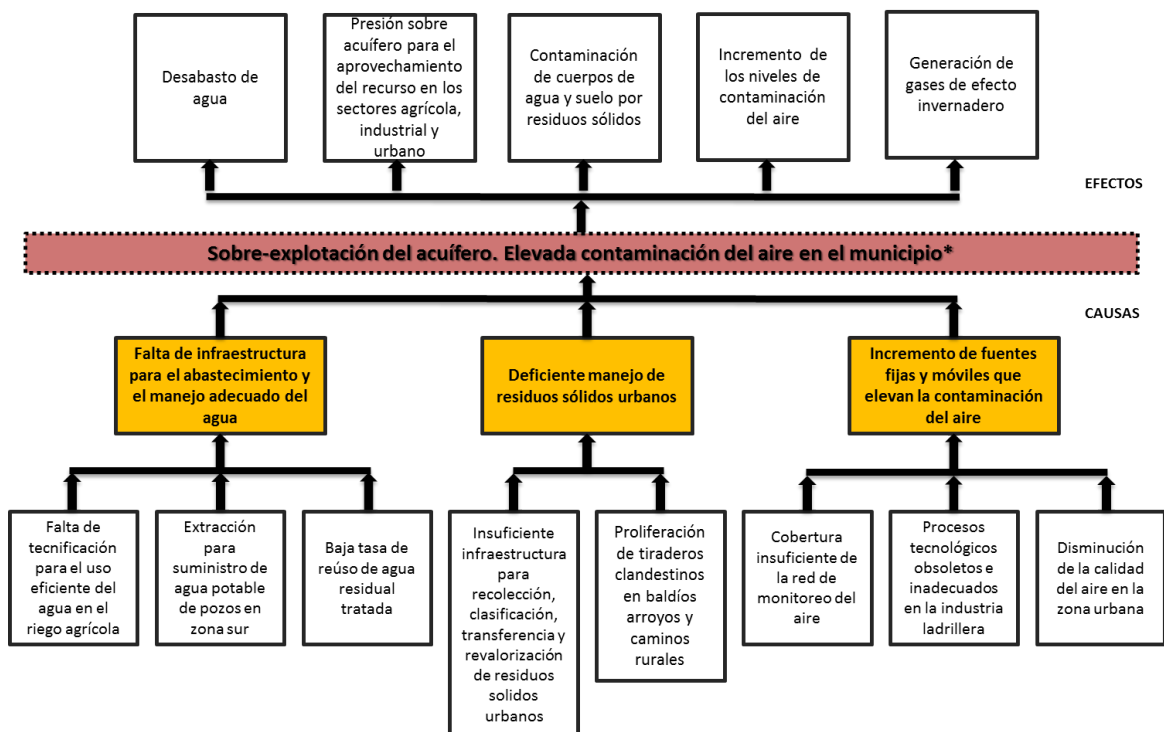 Desabasto de
agua
Presión sobre
acuífero para el
aprovechamiento
del recurso en los
sectores agrícola,
industrial y
urbano
Contaminación
de cuerpos de
agua y suelo por
residuos sólidos
Incremento de
los niveles de
contaminación
del aire
Generación de
gases de efecto
invernadero
EFECTOS
Sobre-explotación del acuífero. Elevada contaminación del aire en el municipio*
CAUSAS
Falta de infraestructura
para el abastecimiento y
el manejo adecuado del
agua
Deficiente manejo de
residuos sólidos urbanos
Incremento de fuentes
fijas y móviles que
elevan la contaminación
del aire
Falta de
tecnificación
para el uso
eficiente del
agua en el
riego agrícola
Extracción
para
suministro de
agua potable
de pozos en
zona sur
Baja tasa de
reúso de agua
residual
tratada
Insuficiente
infraestructura
para
recolección,
clasificación,
transferencia y
revalorización
de residuos
solidos
urbanos
Proliferación
de tiraderos
clandestinos
en baldíos
arroyos y
caminos
rurales
Cobertura
insuficiente de
la red de
monitoreo del
aire
Procesos
tecnológicos
obsoletos e
inadecuados
en la industria
ladrillera
Disminución
de la calidad
del aire en la
zona urbana